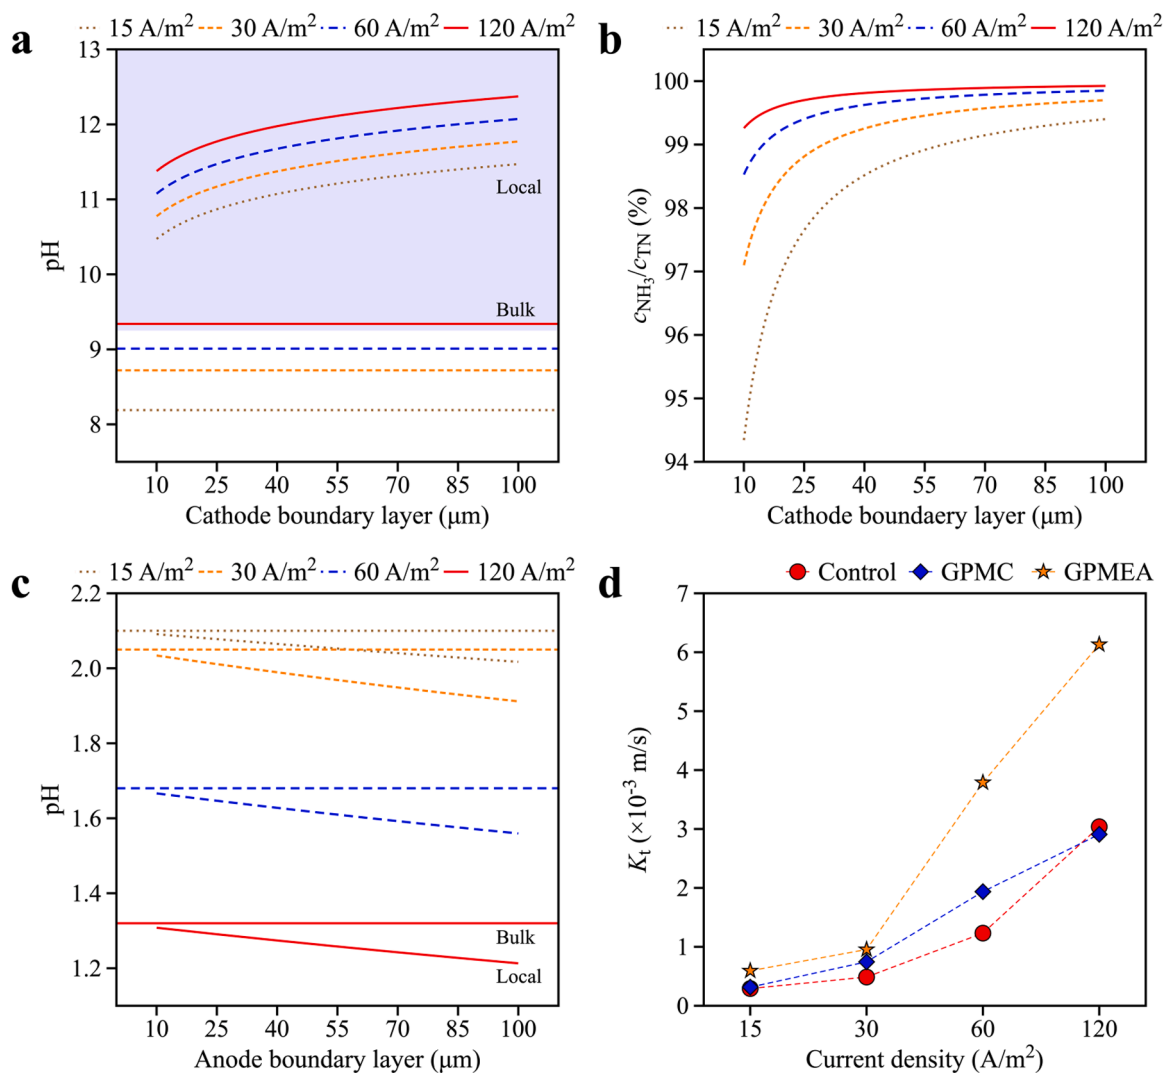 a
15 A/m² 30 A/m² 60 A/m² 120 A/m²
13
12
11
10
9
8
pH
Local
Bulk
10 25 40 55 70 85 100
Cathode boundary layer (μm)
b
15 A/m² 30 A/m² 60 A/m² 120 A/m²
100
99
98
97
96
95
94
cNH₃/cTN (%)
10 25 40 55 70 85 100
Cathode boundaery layer (μm)
c
15 A/m² 30 A/m² 60 A/m² 120 A/m²
2.2
2.0
1.8
1.6
1.4
1.2
pH
Bulk
Local
10 25 40 55 70 85 100
Anode boundary layer (μm)
d
Control GPMC GPMEA
7
6
5
4
3
2
1
0
Kt (×10⁻³ m/s)
15 30 60 120
Current density (A/m²)